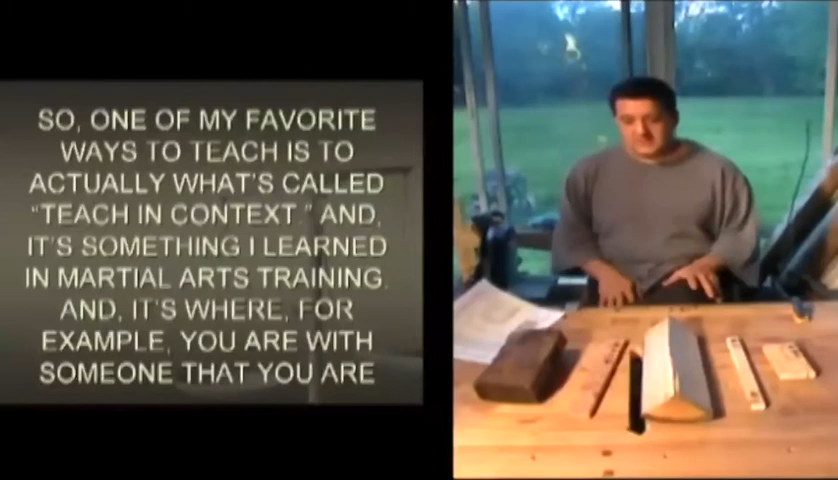 SO, ONE OF MY FAVORITE
WAYS TO TEACH IS TO
ACTUALLY WHAT'S CALLED
"TEACH IN CONTEXT." AND,
IT'S SOMETHING I LEARNED
IN MARTIAL ARTS TRAINING.
AND, IT'S WHERE, FOR
EXAMPLE, YOU ARE WITH
SOMEONE THAT YOU ARE